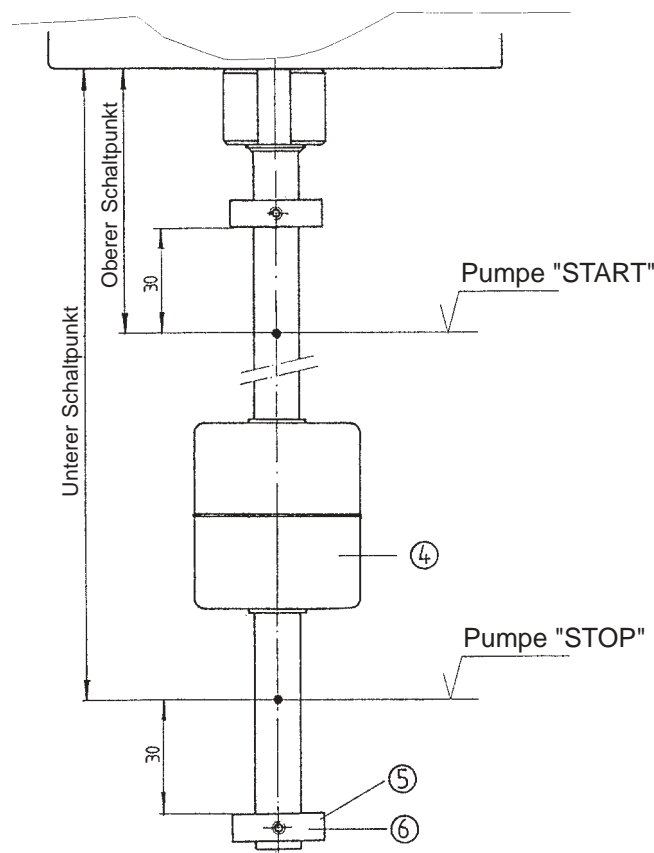 Oberer Schaltpunkt
Unterer Schaltpunkt
30
Pumpe "START"
4
Pumpe "STOP"
30
5
6